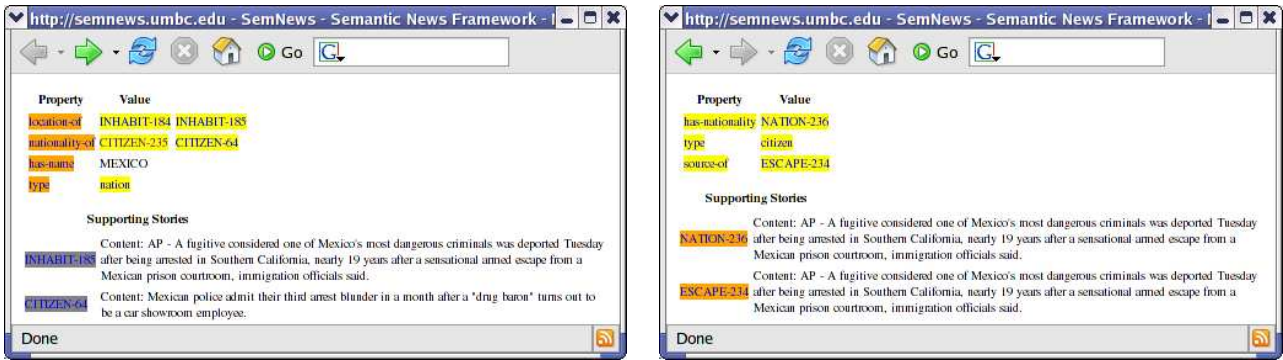 http://semnews.umbc.edu - SemNews - Semantic News Framework -
Go G
Property Value
location-of INHABIT-184 INHABIT-185
nationality-of CITIZEN-235 CITIZEN-64
has-name MEXICO
type nation
Supporting Stories
Content: AP - A fugitive considered one of Mexico's most dangerous criminals was deported Tuesday
INHABIT-185 after being arrested in Southern California, nearly 19 years after a sensational armed escape from a
Mexican prison courtroom, immigration officials said.
Content: Mexican police admit their third arrest blunder in a month after a "drug baron" turns out to
CITIZEN-64 be a car showroom employee.
Done
http://semnews.umbc.edu - SemNews - Semantic News Framework -
Go G
Property Value
has-nationality NATION-236
type citizen
source-of ESCAPE-234
Supporting Stories
Content: AP - A fugitive considered one of Mexico's most dangerous criminals was deported Tuesday
NATION-236 after being arrested in Southern California, nearly 19 years after a sensational armed escape from a
Mexican prison courtroom, immigration officials said.
Content: AP - A fugitive considered one of Mexico's most dangerous criminals was deported Tuesday
ESCAPE-234 after being arrested in Southern California, nearly 19 years after a sensational armed escape from a
Mexican prison courtroom, immigration officials said.
Done